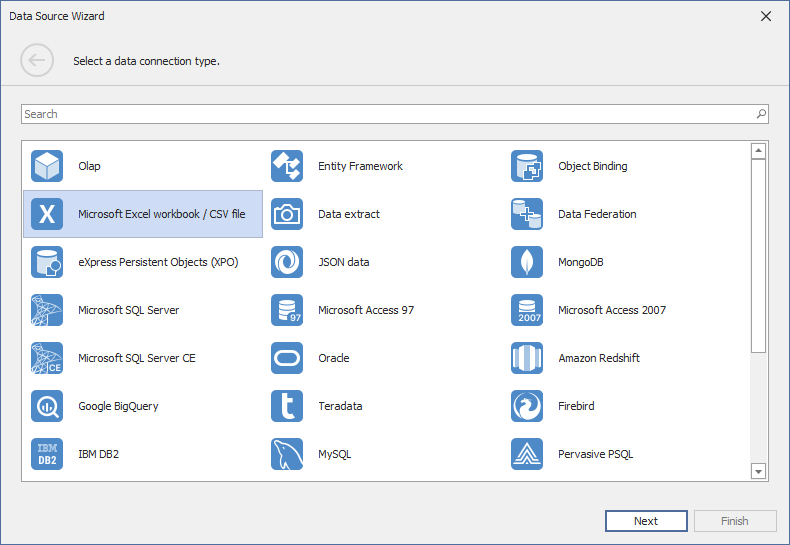 Data Source Wizard
Select a data connection type.
Search
Olap
Entity Framework
Object Binding
X
Microsoft Excel workbook / CSV file
Data extract
Data Federation
eXpress Persistent Objects (XPO)
JSON data
MongoDB
Microsoft SQL Server
97
Microsoft Access 97
2007
Microsoft Access 2007
CE
Microsoft SQL Server CE
Oracle
Amazon Redshift
Google BigQuery
t
Teradata
Firebird
IBM
DB2
IBM DB2
MySQL
Pervasive PSQL
Next
Finish